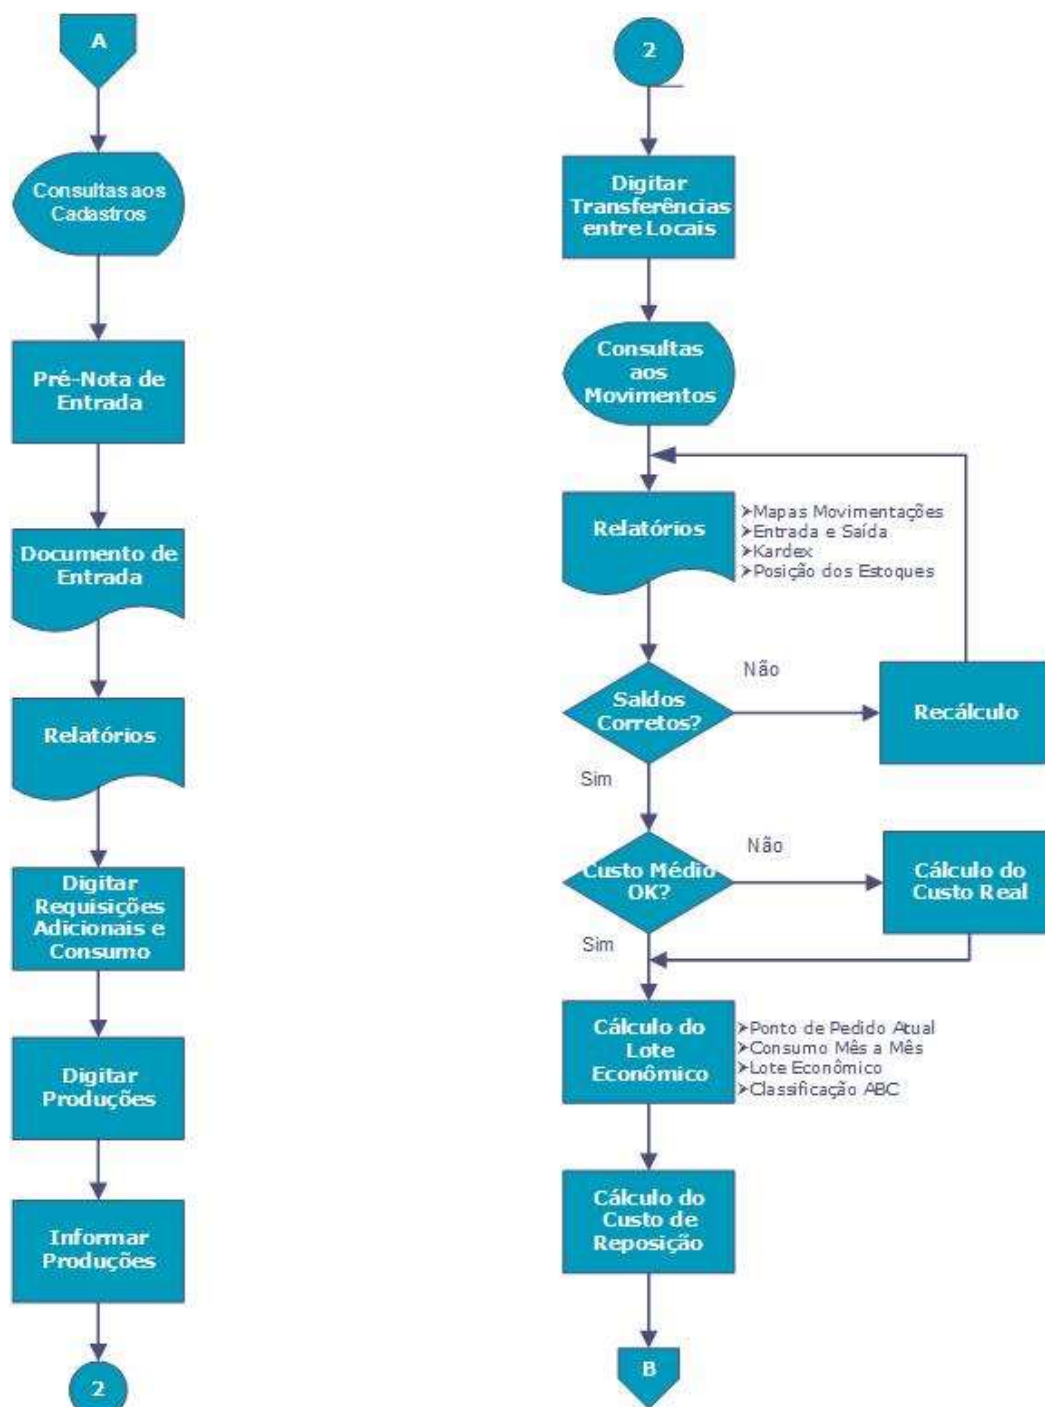 A
Consultas aos
Cadastros
Pré-Nota de
Entrada
Documento de
Entrada
Relatórios
Digitar
Requisições
Adicionais e
Consumo
Digitar
Produções
Informar
Produções
2
2
Digitar
Transferências
entre Locais
Consultas
aos
Movimentos
Relatórios
➤Mapas Movimentações
➤Entrada e Saída
➤Kardex
➤Posição dos Estoques
Saldos
Corretos?
Não
Recálculo
Sim
Custo Médio
OK?
Não
Cálculo do
Custo Real
Sim
Cálculo do
Lote
Econômico
➤Ponto de Pedido Atual
➤Consumo Mês a Mês
➤Lote Econômico
➤Classificação ABC
Cálculo do
Custo de
Reposição
B